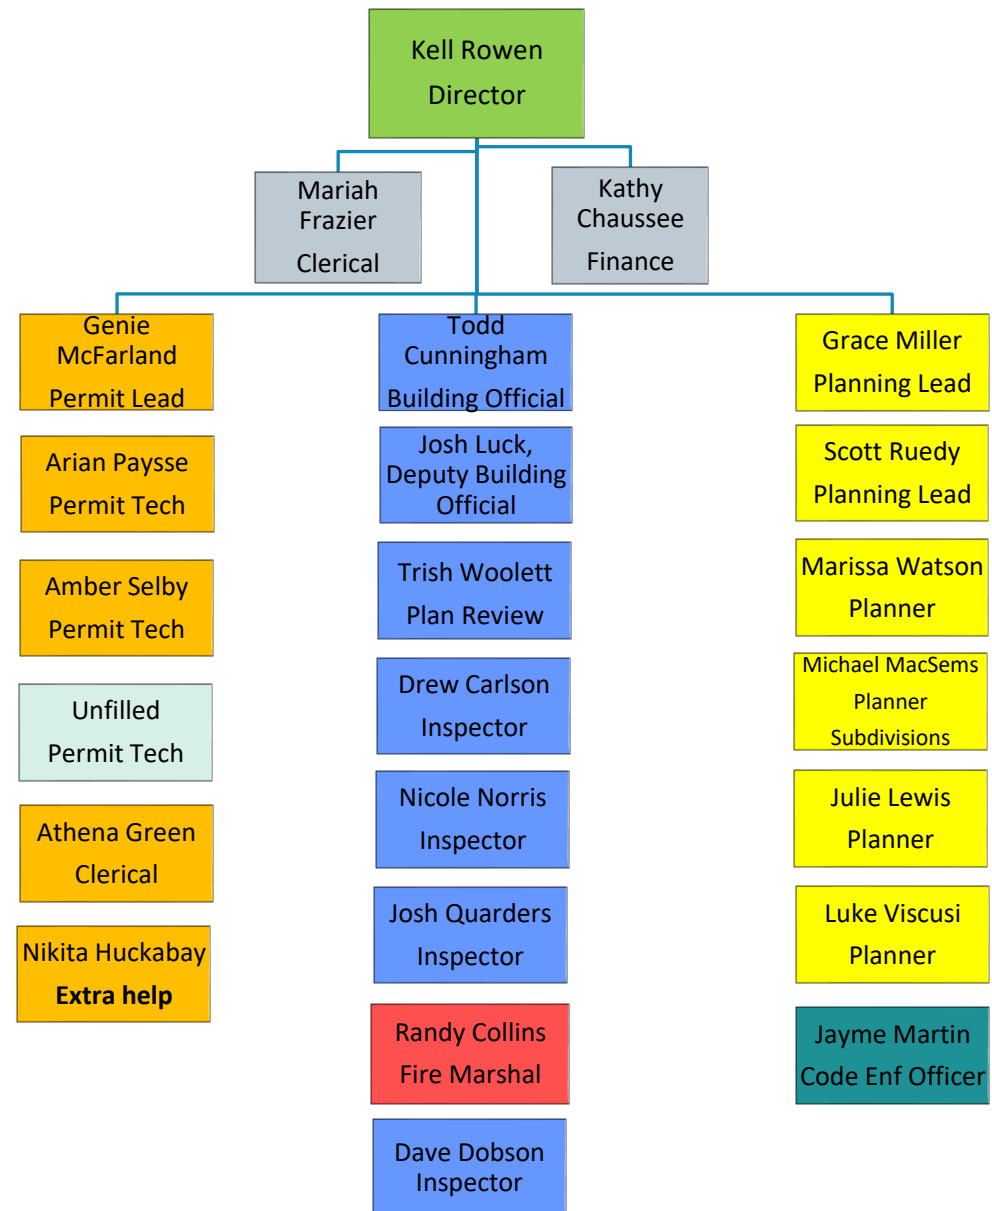 Kell Rowen
Director
Mariah
Frazier
Clerical
Kathy
Chaussee
Finance
Genie
McFarland
Permit Lead
Arian Paysse
Permit Tech
Amber Selby
Permit Tech
Unfilled
Permit Tech
Athena Green
Clerical
Nikita Huckabay
Extra help
Todd
Cunningham
Building Official
Josh Luck,
Deputy Building
Official
Trish Woolett
Plan Review
Drew Carlson
Inspector
Nicole Norris
Inspector
Josh Quarders
Inspector
Randy Collins
Fire Marshal
Dave Dobson
Inspector
Grace Miller
Planning Lead
Scott Ruedy
Planning Lead
Marissa Watson
Planner
Michael MacSems
Planner
Subdivisions
Julie Lewis
Planner
Luke Viscusi
Planner
Jayme Martin
Code Enf Officer